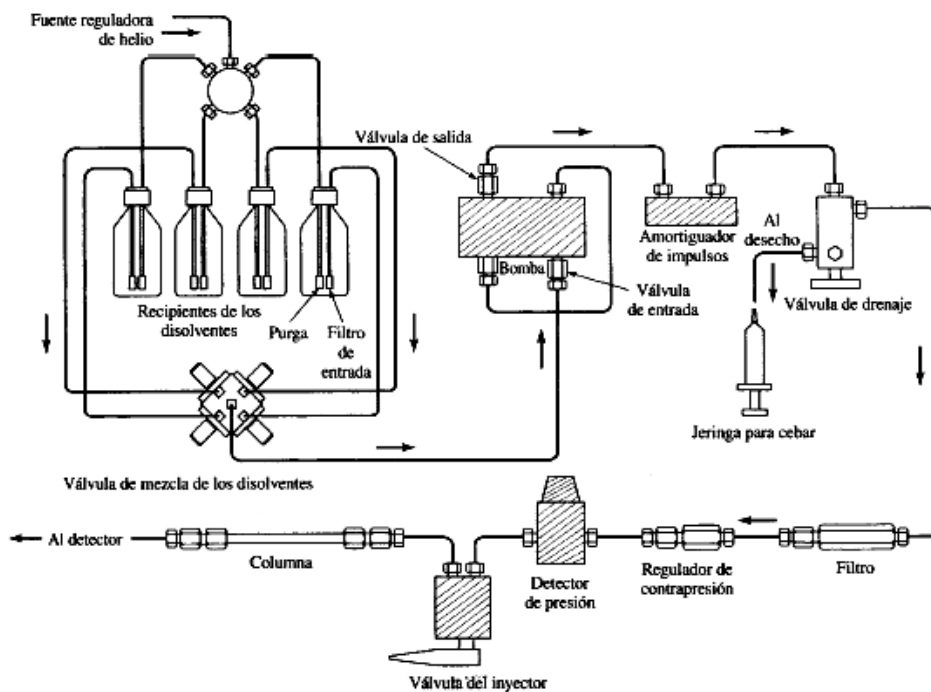 Fuente reguladora
de helio
Válvula de salida
Al
desecho
Amortiguador
de impulsos
Bomba
Válvula
de entrada
Válvula de drenaje
Recipientes de los
disolventes
Purga
Filtro
de
entrada
Jeringa para cebar
Válvula de mezcla de los disolventes
Al detector
Columna
Detector
de presión
Regulador de
contrapresión
Filtro
Válvula del inyector